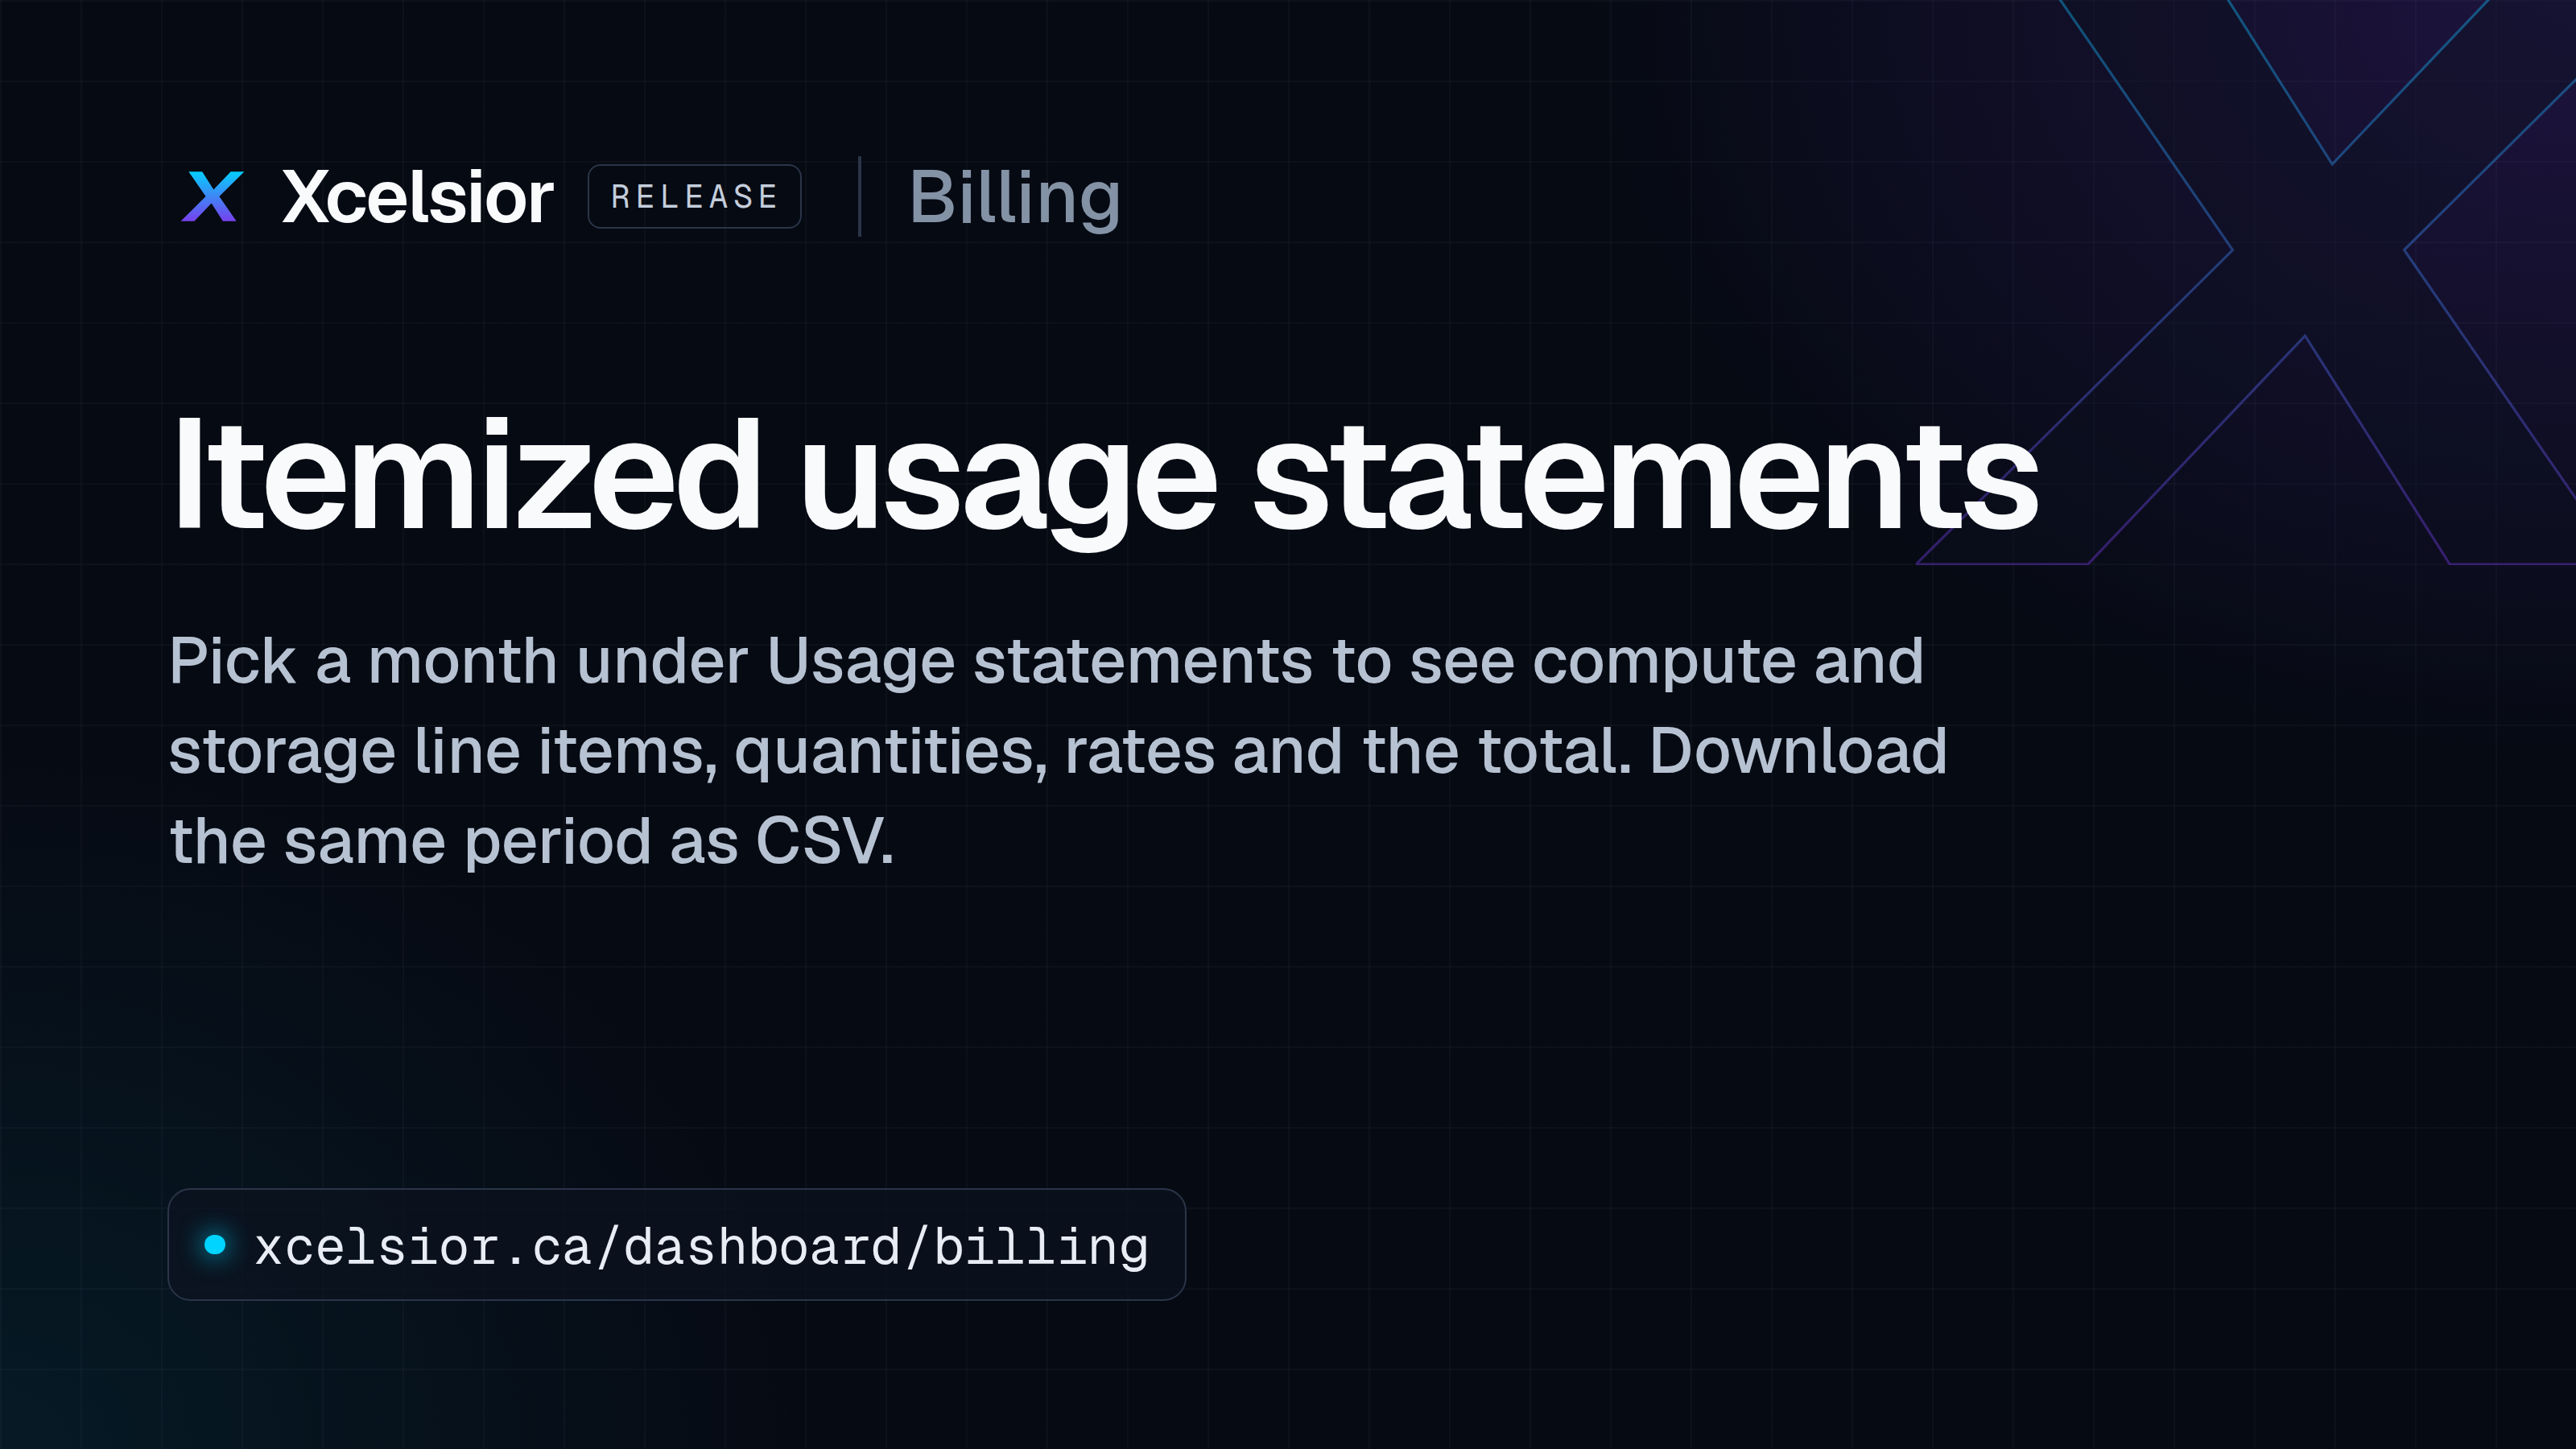 Xcelsior RELEASE Billing
Itemized usage statements
Pick a month under Usage statements to see compute and
storage line items, quantities, rates and the total. Download
the same period as CSV.
xcelsior.ca/dashboard/billing